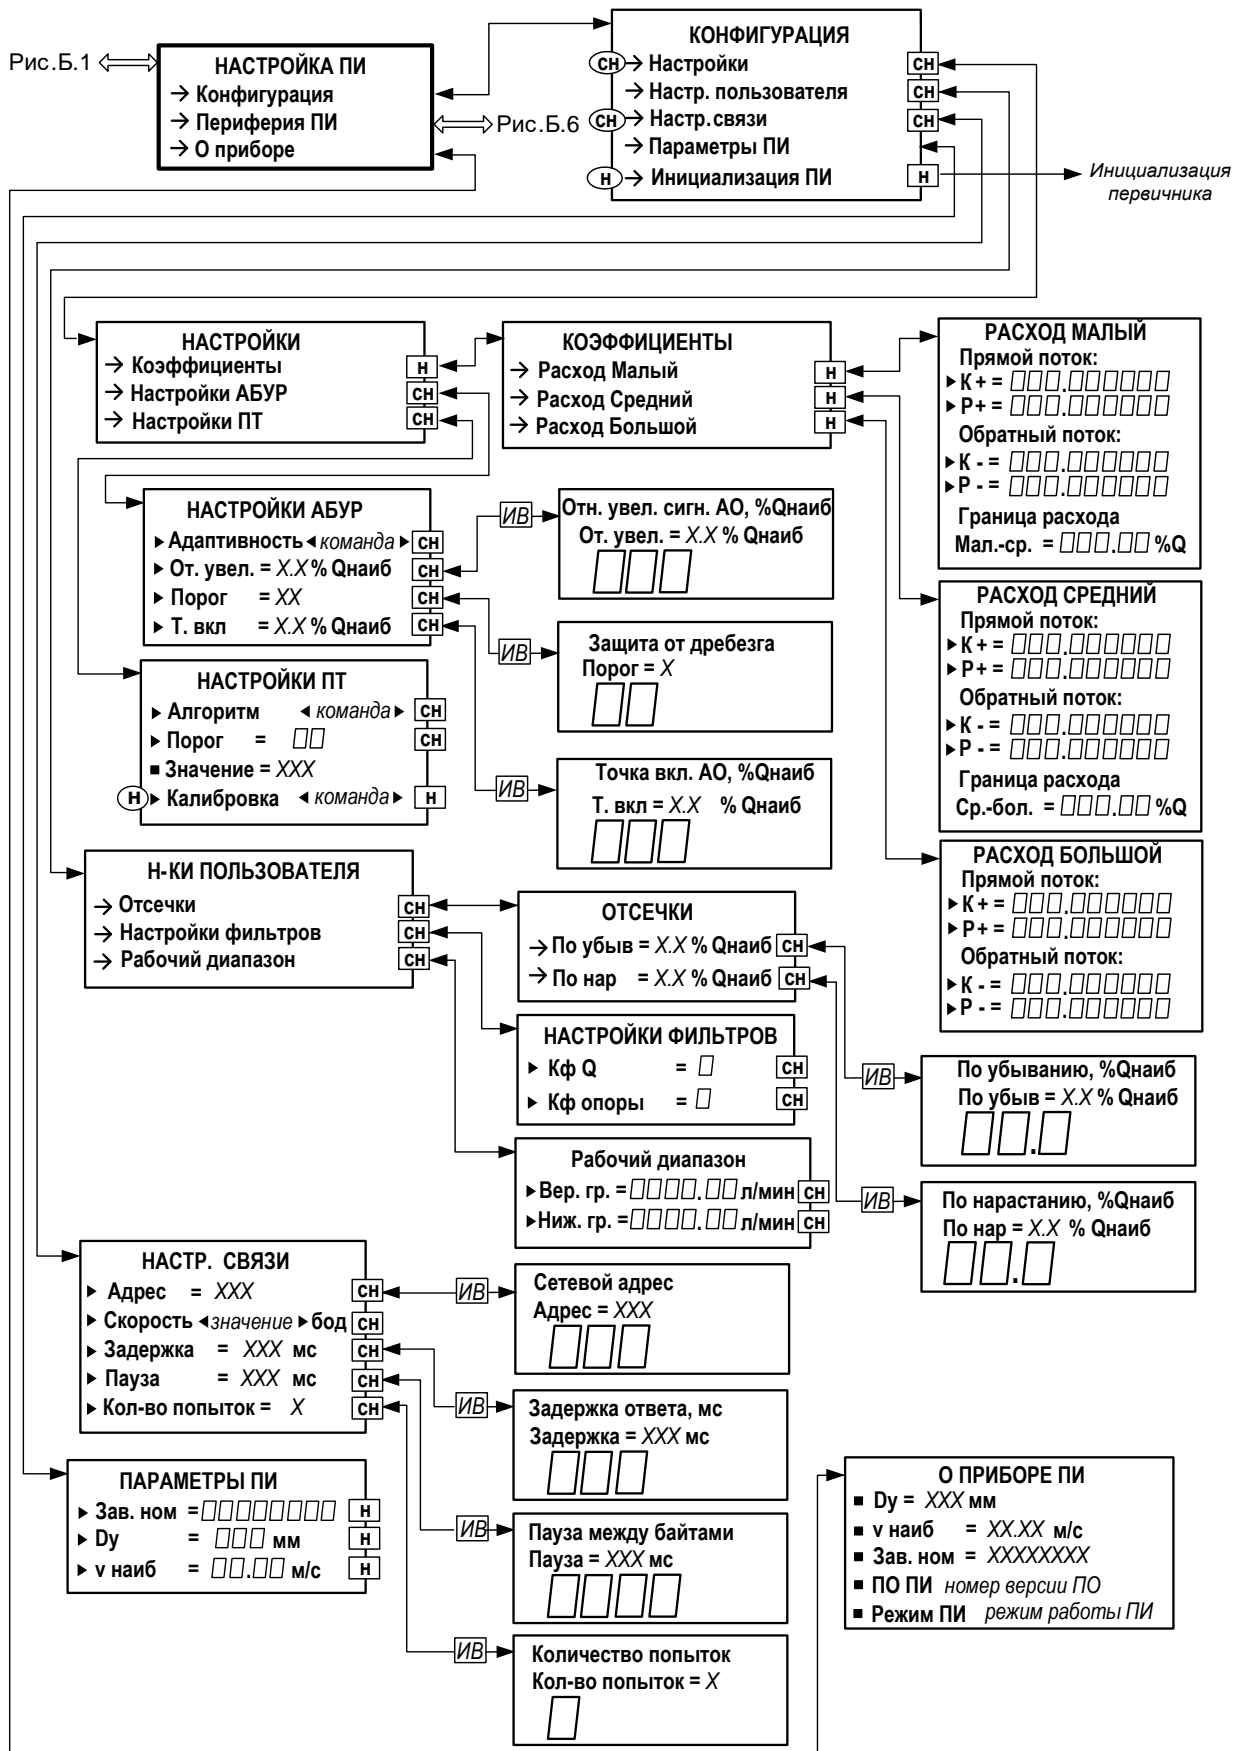 Рис.Б.1
НАСТРОЙКА ПИ
→ Конфигурация
→ Периферия ПИ
→ О приборе
Рис.Б.6
КОНФИГУРАЦИЯ
СН → Настройки СН
→ Настр. пользователя СН
СН → Настр.связи СН
→ Параметры ПИ
Н → Инициализация ПИ Н
Инициализация
первичника
НАСТРОЙКИ
→ Коэффициенты Н
→ Настройки АБУР СН
→ Настройки ПТ СН
КОЭФФИЦИЕНТЫ
→ Расход Малый Н
→ Расход Средний Н
→ Расход Большой Н
РАСХОД МАЛЫЙ
Прямой поток:
▶ К + = □□□.□□□□□□
▶ Р + = □□□.□□□□□□
Обратный поток:
▶ К - = □□□.□□□□□□
▶ Р - = □□□.□□□□□□
Граница расхода
Мал.-ср. = □□□.□□ %Q
НАСТРОЙКИ АБУР
▶ Адаптивность ◀ команда ▶ СН
▶ От. увел. = X.X % Qнаиб СН
▶ Порог = XX СН
▶ Т. вкл = X.X % Qнаиб СН
ИВ
Отн. увел. сигн. АО, %Qнаиб
От. увел. = X.X % Qнаиб
□□□
ИВ
Защита от дребезга
Порог = X
□□
ИВ
Точка вкл. АО, %Qнаиб
Т. вкл = X.X % Qнаиб
□□□
РАСХОД СРЕДНИЙ
Прямой поток:
▶ К + = □□□.□□□□□□
▶ Р + = □□□.□□□□□□
Обратный поток:
▶ К - = □□□.□□□□□□
▶ Р - = □□□.□□□□□□
Граница расхода
Ср.-бол. = □□□.□□ %Q
НАСТРОЙКИ ПТ
▶ Алгоритм ◀ команда ▶ СН
▶ Порог = □□ СН
■ Значение = XXX
Н ▶ Калибровка ◀ команда ▶ Н
РАСХОД БОЛЬШОЙ
Прямой поток:
▶ К + = □□□.□□□□□□
▶ Р + = □□□.□□□□□□
Обратный поток:
▶ К - = □□□.□□□□□□
▶ Р - = □□□.□□□□□□
Н-КИ ПОЛЬЗОВАТЕЛЯ
→ Отсечки СН
→ Настройки фильтров СН
→ Рабочий диапазон СН
ОТСЕЧКИ
→ По убыв = X.X % Qнаиб СН
→ По нар = X.X % Qнаиб СН
НАСТРОЙКИ ФИЛЬТРОВ
▶ Кф Q = □ СН
▶ Кф опоры = □ СН
Рабочий диапазон
▶ Вер. гр. = □□□□.□□ л/мин СН
▶ Ниж. гр. = □□□□.□□ л/мин СН
ИВ
По убыванию, %Qнаиб
По убыв = X.X % Qнаиб
□□.□
ИВ
По нарастанию, %Qнаиб
По нар = X.X % Qнаиб
□□.□
НАСТР. СВЯЗИ
▶ Адрес = XXX СН
▶ Скорость ◀ значение ▶ бод СН
▶ Задержка = XXX мс СН
▶ Пауза = XXX мс СН
▶ Кол-во попыток = X СН
ИВ
Сетевой адрес
Адрес = XXX
□□□
ИВ
Задержка ответа, мс
Задержка = XXX мс
□□□
ИВ
Пауза между байтами
Пауза = XXX мс
□□□□
ИВ
Количество попыток
Кол-во попыток = X
□
ПАРАМЕТРЫ ПИ
▶ Зав. ном = □□□□□□□□ Н
▶ Dy = □□□ мм Н
▶ v наиб = □□.□□ м/с Н
О ПРИБОРЕ ПИ
■ Dy = XXX мм
■ v наиб = XX.XX м/с
■ Зав. ном = XXXXXXXX
■ ПО ПИ номер версии ПО
■ Режим ПИ режим работы ПИ